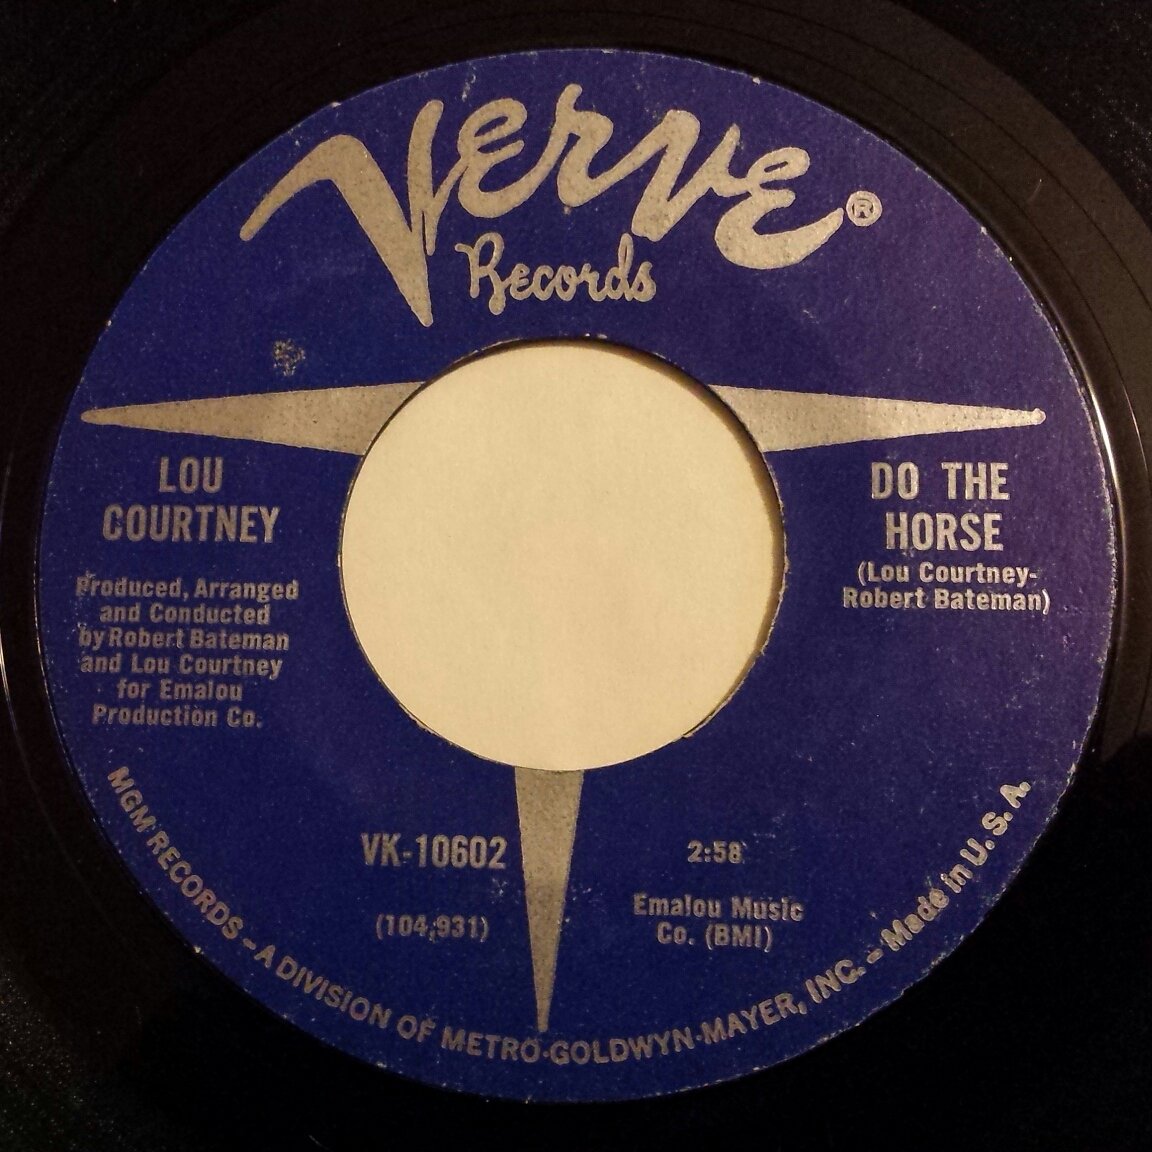 Verve ®
Records
LOU
COURTNEY
Produced, Arranged
and Conducted
by Robert Bateman
and Lou Courtney
for Emalou
Production Co.
DO THE
HORSE
(Lou Courtney-
Robert Bateman)
VK-10602
(104,931)
2:58
Emalou Music
Co. (BMI)
MGM RECORDS – A DIVISION OF METRO-GOLDWYN-MAYER, INC. – Made in U.S.A.